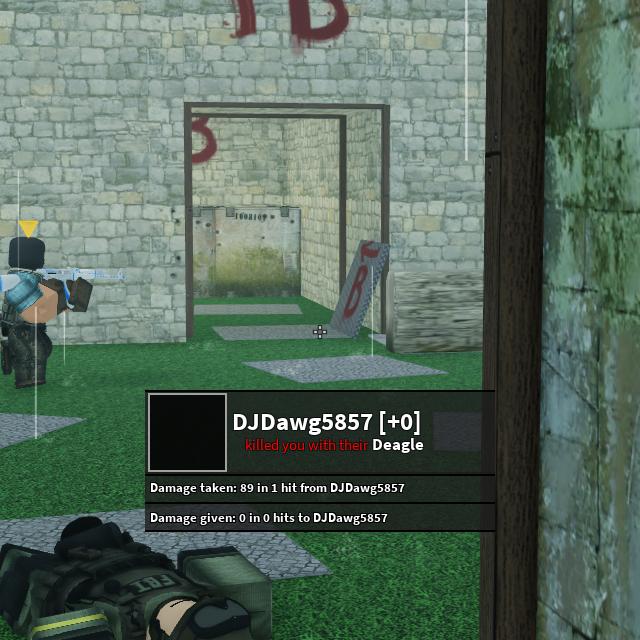 B
B
B
DJDawg5857 [+0]
killed you with their Deagle
Damage taken: 89 in 1 hit from DJDawg5857
Damage given: 0 in 0 hits to DJDawg5857
FBI